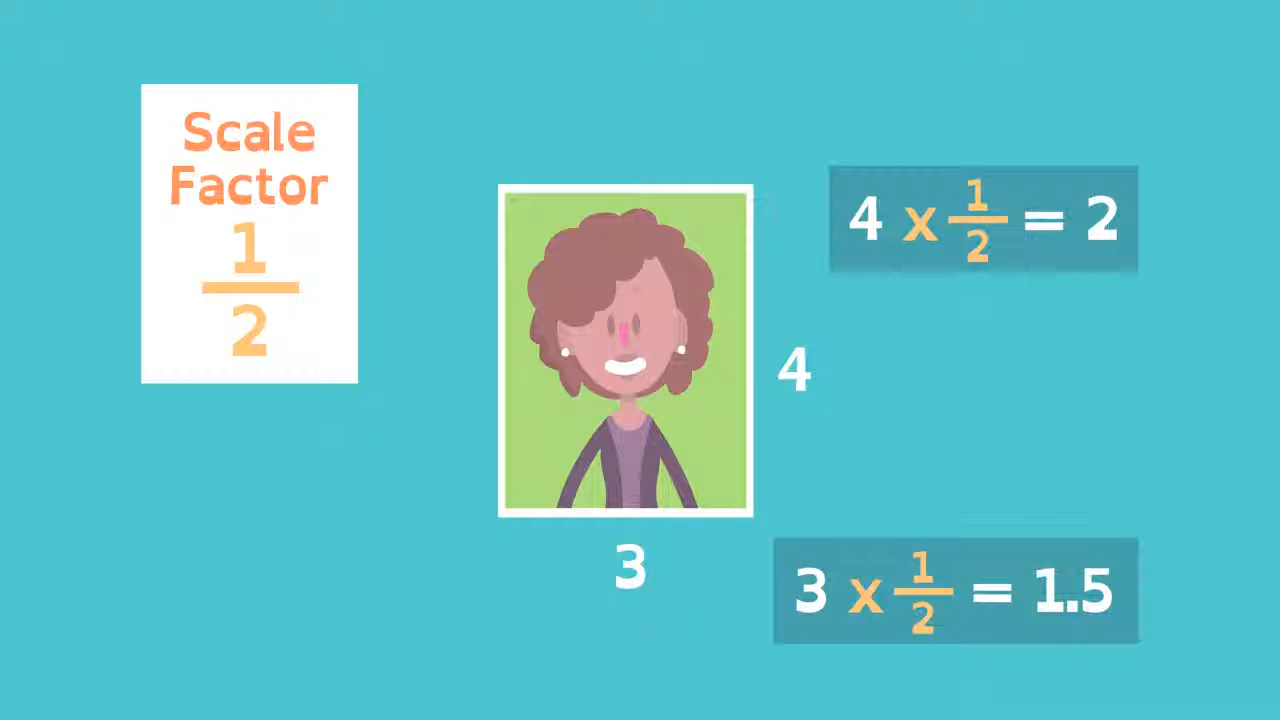 Scale
Factor
1
2
4 x 1/2 = 2
4
3
3 x 1/2 = 1.5